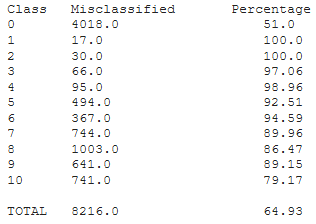 Class Misclassified Percentage
0 4018.0 51.0
1 17.0 100.0
2 30.0 100.0
3 66.0 97.06
4 95.0 98.96
5 494.0 92.51
6 367.0 94.59
7 744.0 89.96
8 1003.0 86.47
9 641.0 89.15
10 741.0 79.17
TOTAL 8216.0 64.93